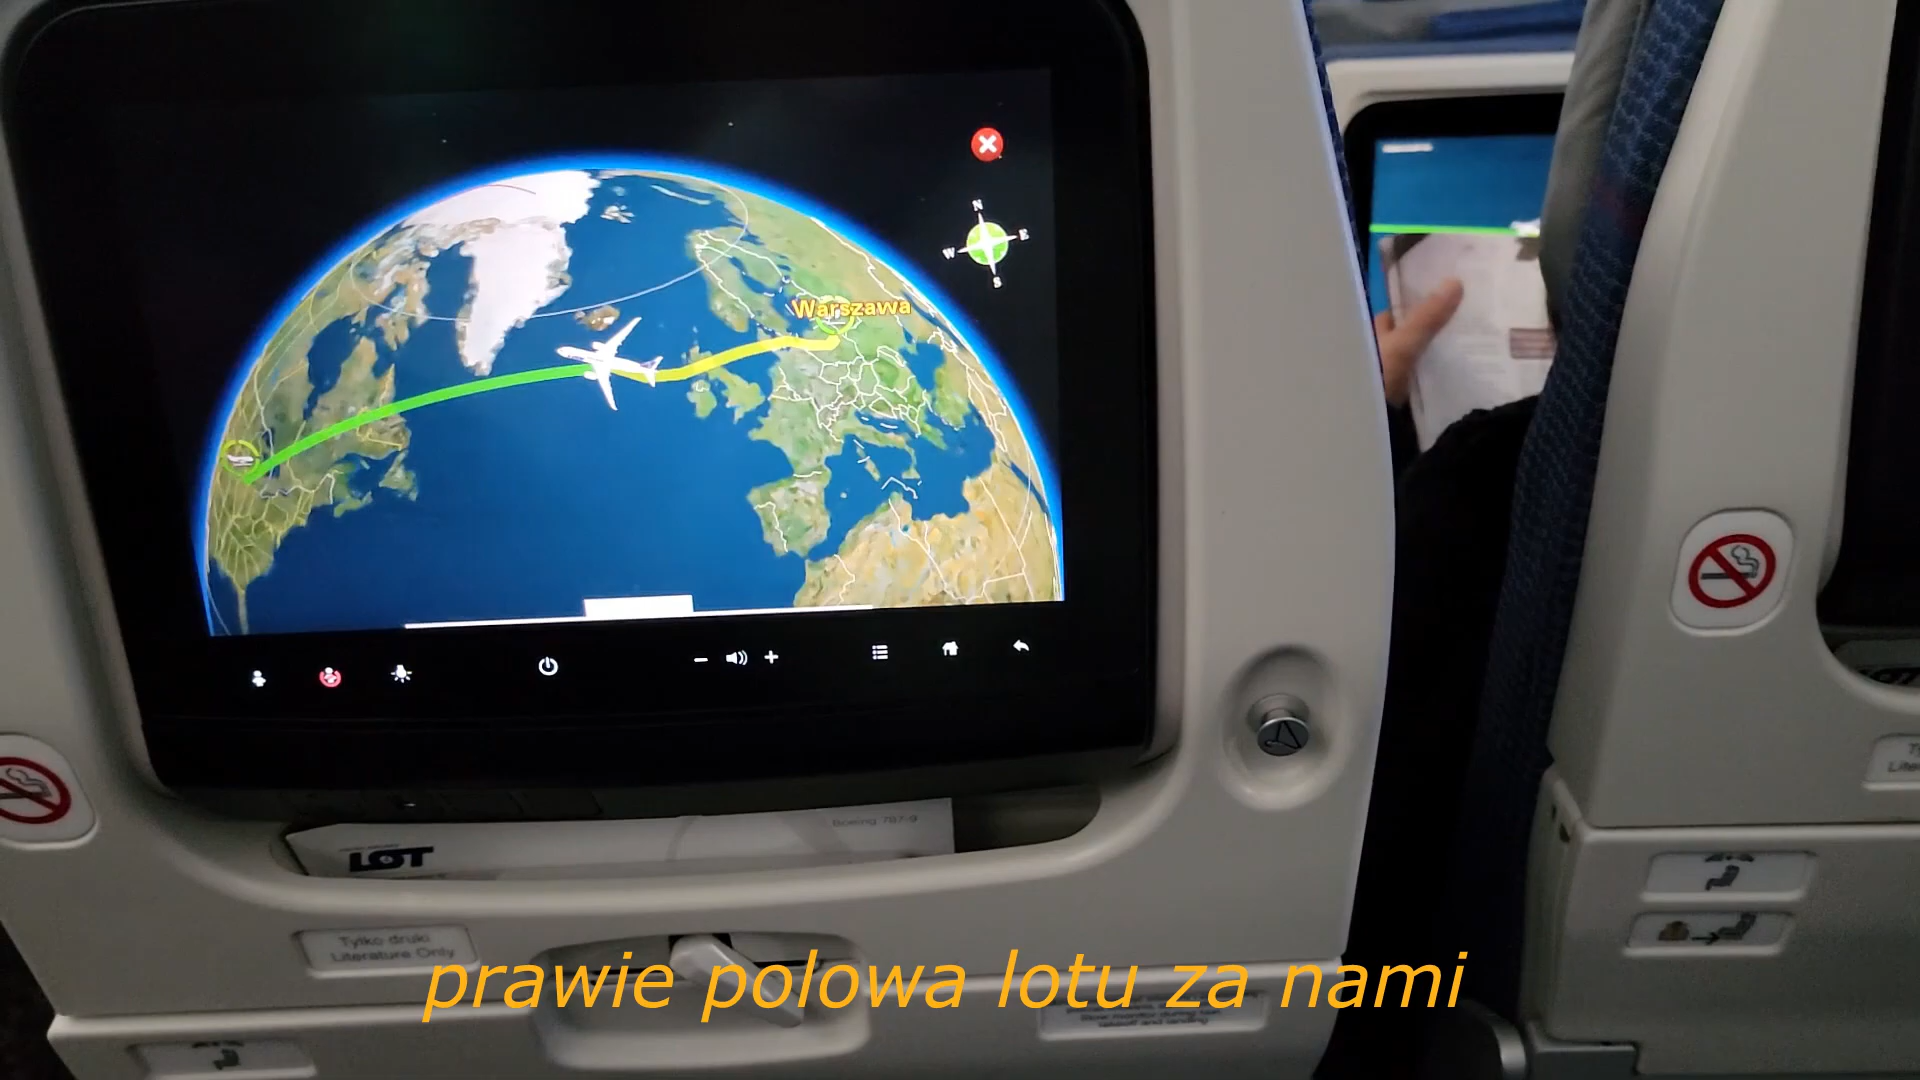 N
W
E
S
Warszawa
Boeing 787-9
LOT
Tylko druki
Literature Only
prawie polowa lotu za nami